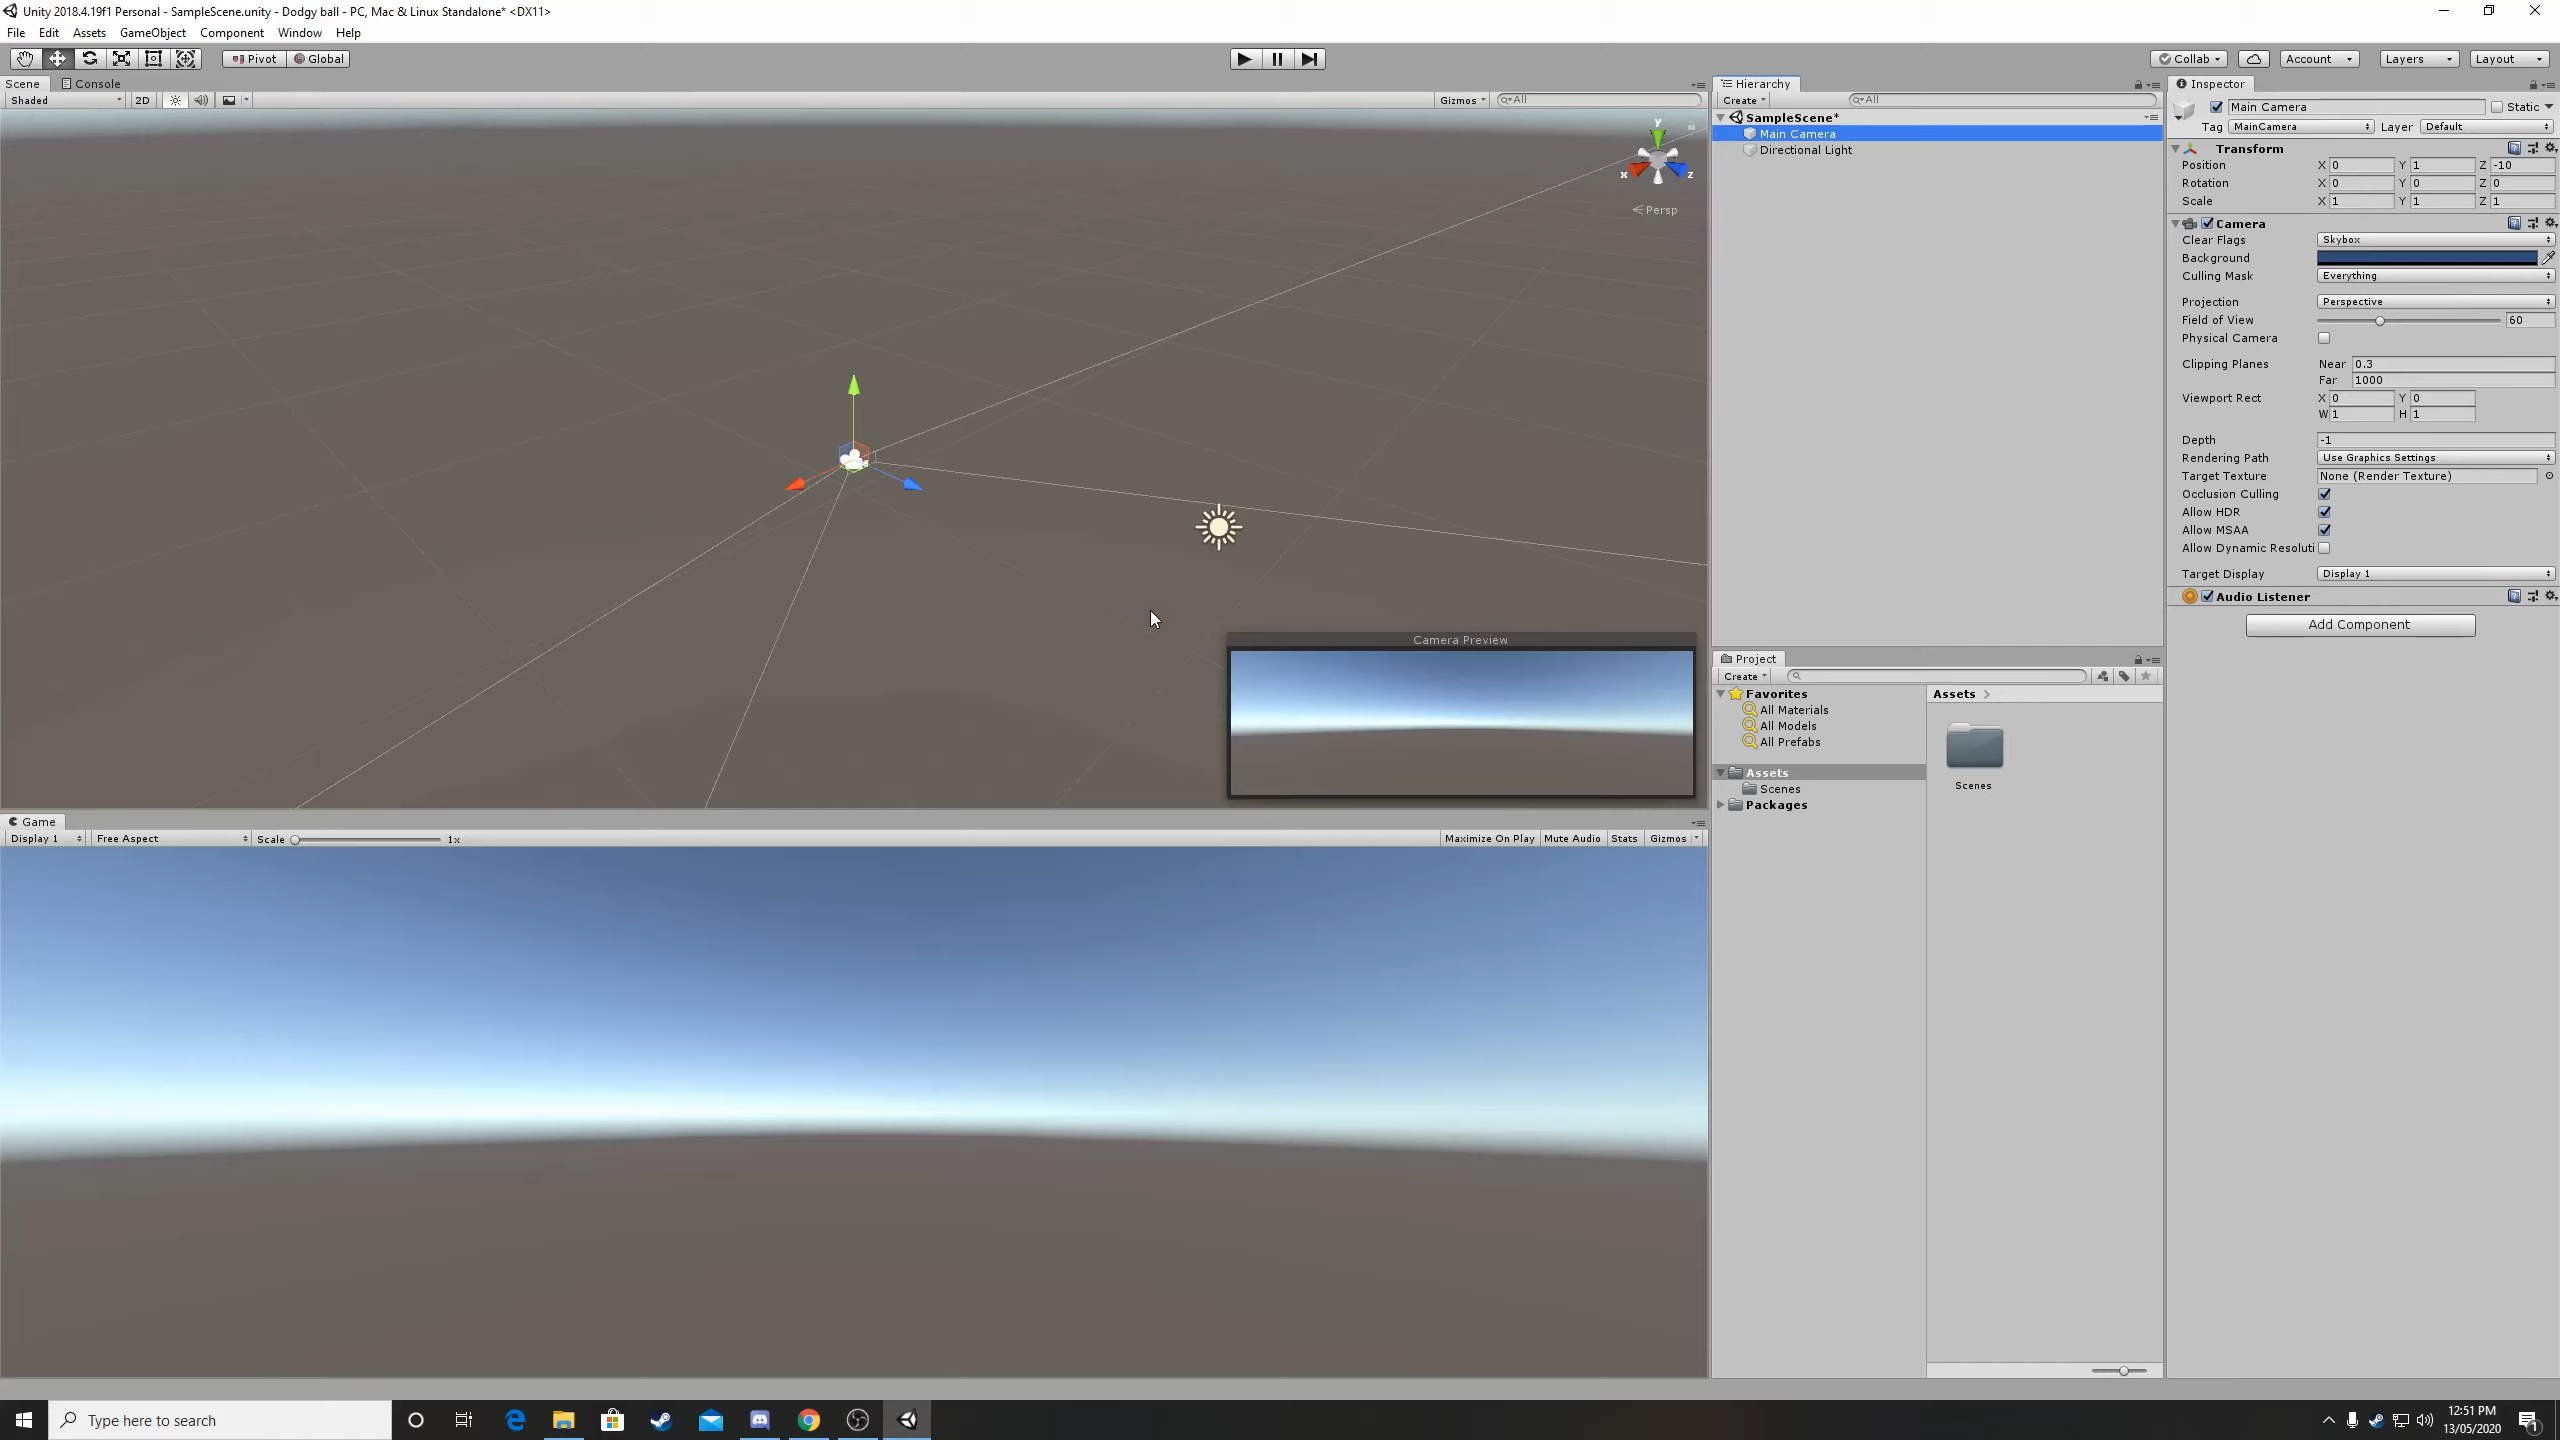 Unity 2018.4.19f1 Personal - SampleScene.unity - Dodgy ball - PC, Mac & Linux Standalone* <DX11>
File Edit Assets GameObject Component Window Help
Pivot Global Collab Account Layers Layout
Scene Console
Shaded 2D Gizmos All
y
x z
Persp
Camera Preview
Hierarchy
Create All
SampleScene*
Main Camera
Directional Light
Inspector
Main Camera Static
Tag MainCamera Layer Default
Transform
Position X 0 Y 1 Z -10
Rotation X 0 Y 0 Z 0
Scale X 1 Y 1 Z 1
Camera
Clear Flags Skybox
Background
Culling Mask Everything
Projection Perspective
Field of View 60
Physical Camera
Clipping Planes Near 0.3
Far 1000
Viewport Rect X 0 Y 0
W 1 H 1
Depth -1
Rendering Path Use Graphics Settings
Target Texture None (Render Texture)
Occlusion Culling
Allow HDR
Allow MSAA
Allow Dynamic Resoluti
Target Display Display 1
Audio Listener
Add Component
Project
Create
Favorites
All Materials
All Models
All Prefabs
Assets
Scenes
Packages
Assets
Scenes
Game
Display 1 Free Aspect Scale 1x Maximize On Play Mute Audio Stats Gizmos
Type here to search
12:51 PM
13/05/2020
1